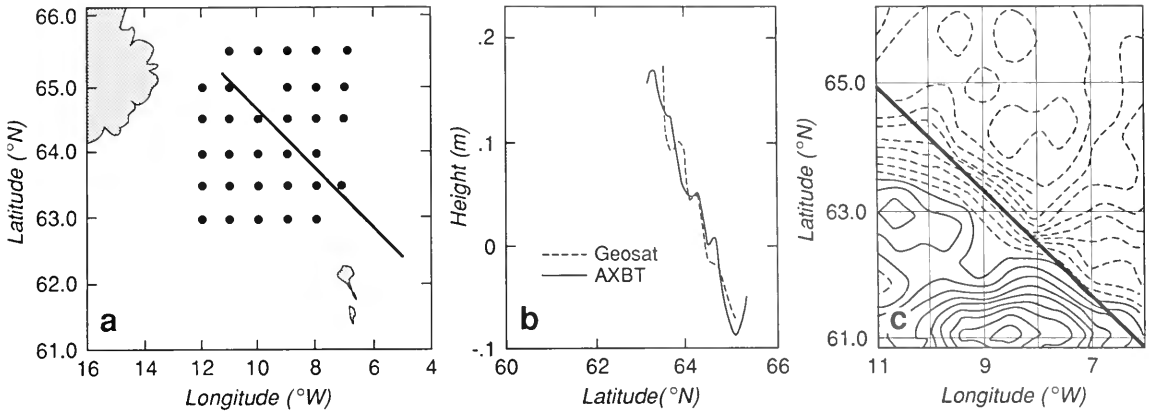 66.0
65.0
64.0
63.0
62.0
61.0
Latitude (°N)
a
16 14 12 10 8 6 4
Longitude (°W)
.2
.1
0
-.1
Height (m)
Geosat
AXBT
b
60 62 64 66
Latitude(°N)
65.0
63.0
61.0
Latitude (°N)
c
11 9 7
Longitude (°W)